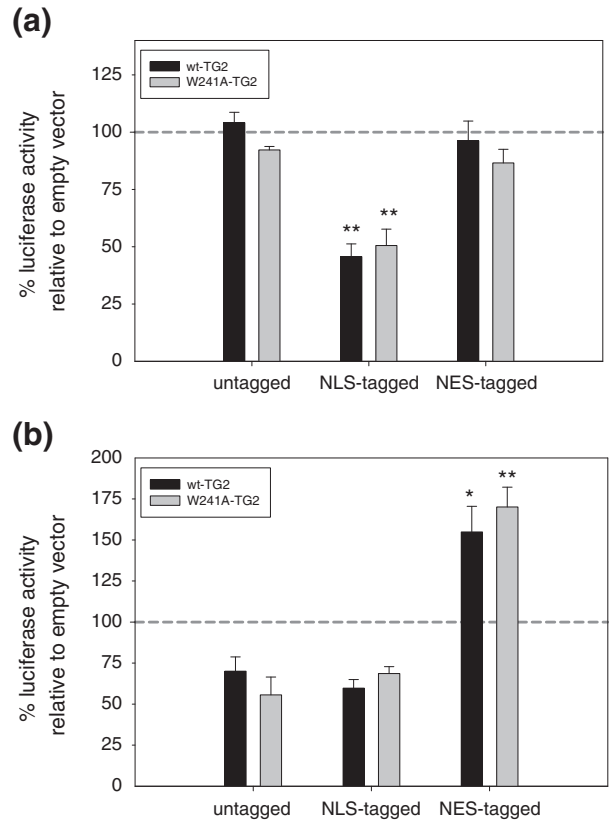 (a)
% luciferase activity
relative to empty vector
125
100
75
50
25
0
wt-TG2
W241A-TG2
**
**
untagged
NLS-tagged
NES-tagged
(b)
% luciferase activity
relative to empty vector
200
175
150
125
100
75
50
25
0
wt-TG2
W241A-TG2
*
**
untagged
NLS-tagged
NES-tagged